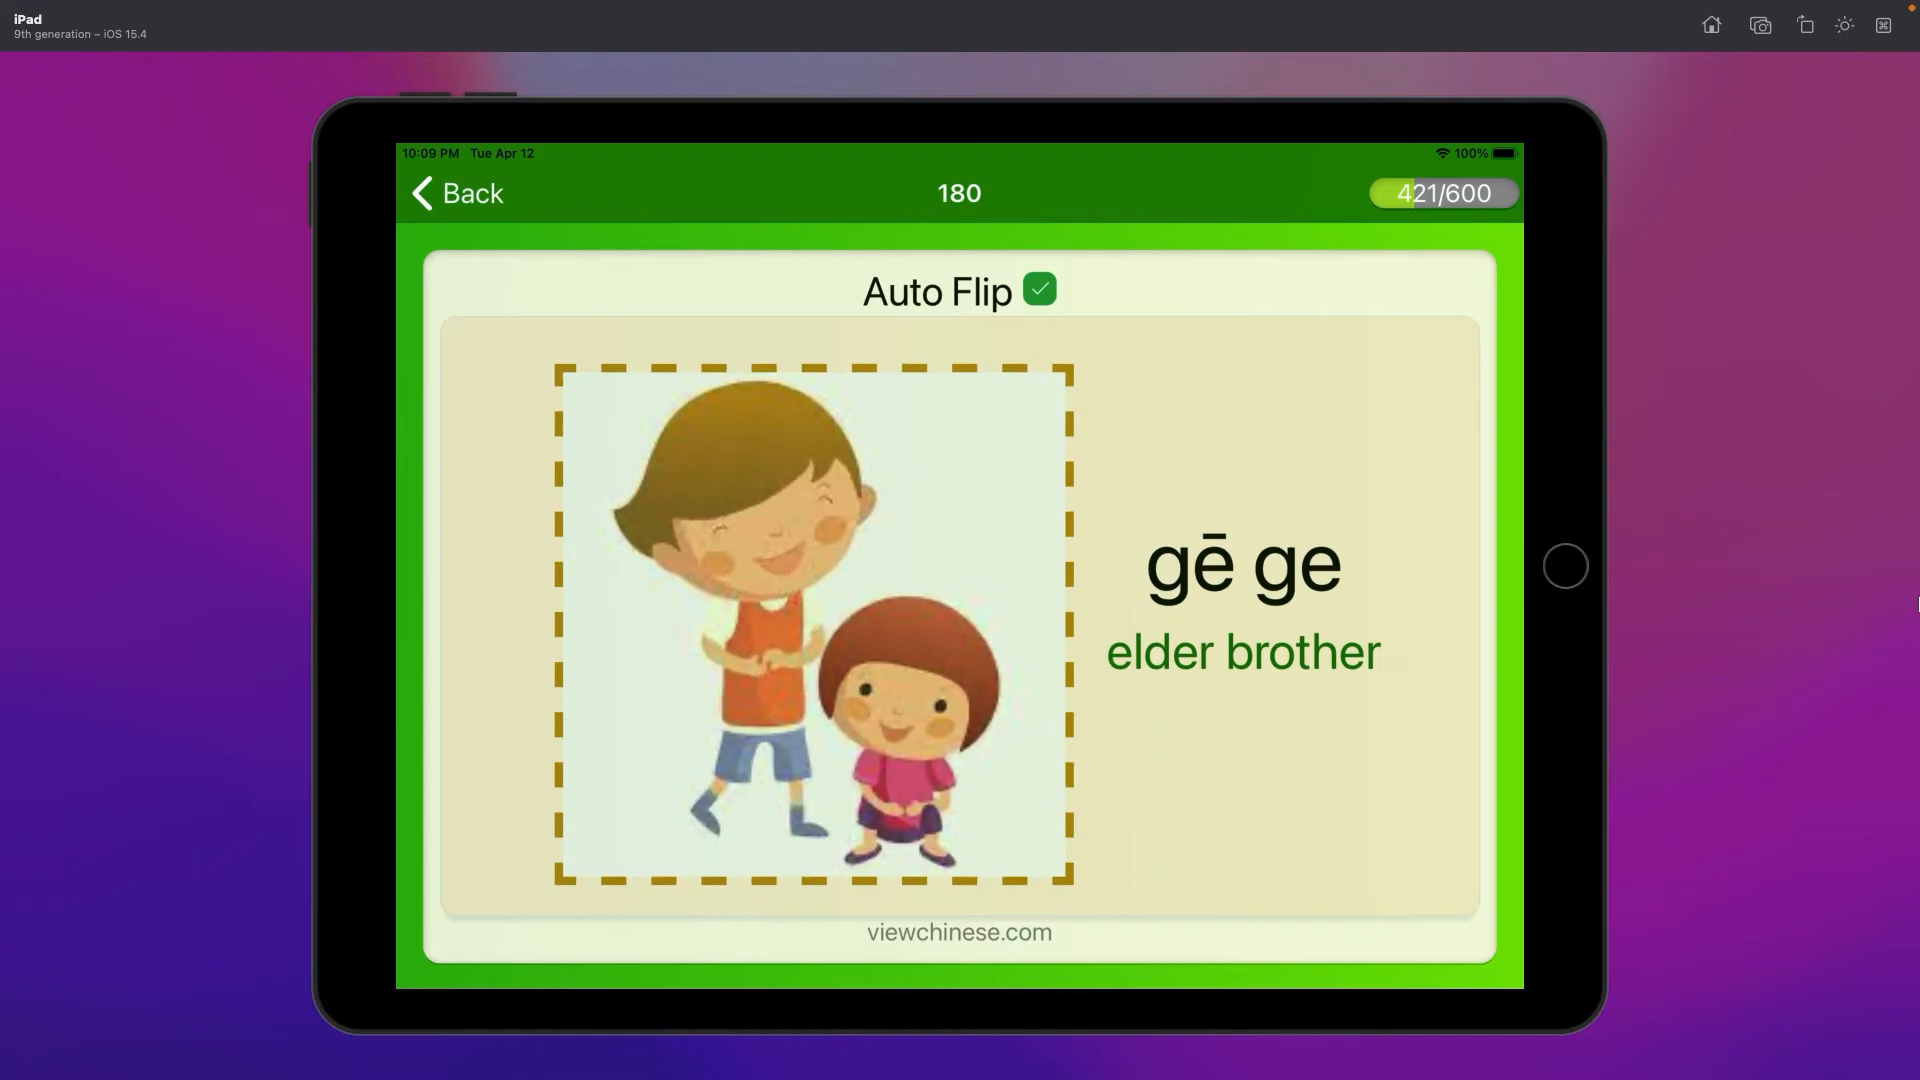 iPad
9th generation – iOS 15.4
10:09 PM Tue Apr 12
100%
Back
180
421/600
Auto Flip
gē ge
elder brother
viewchinese.com